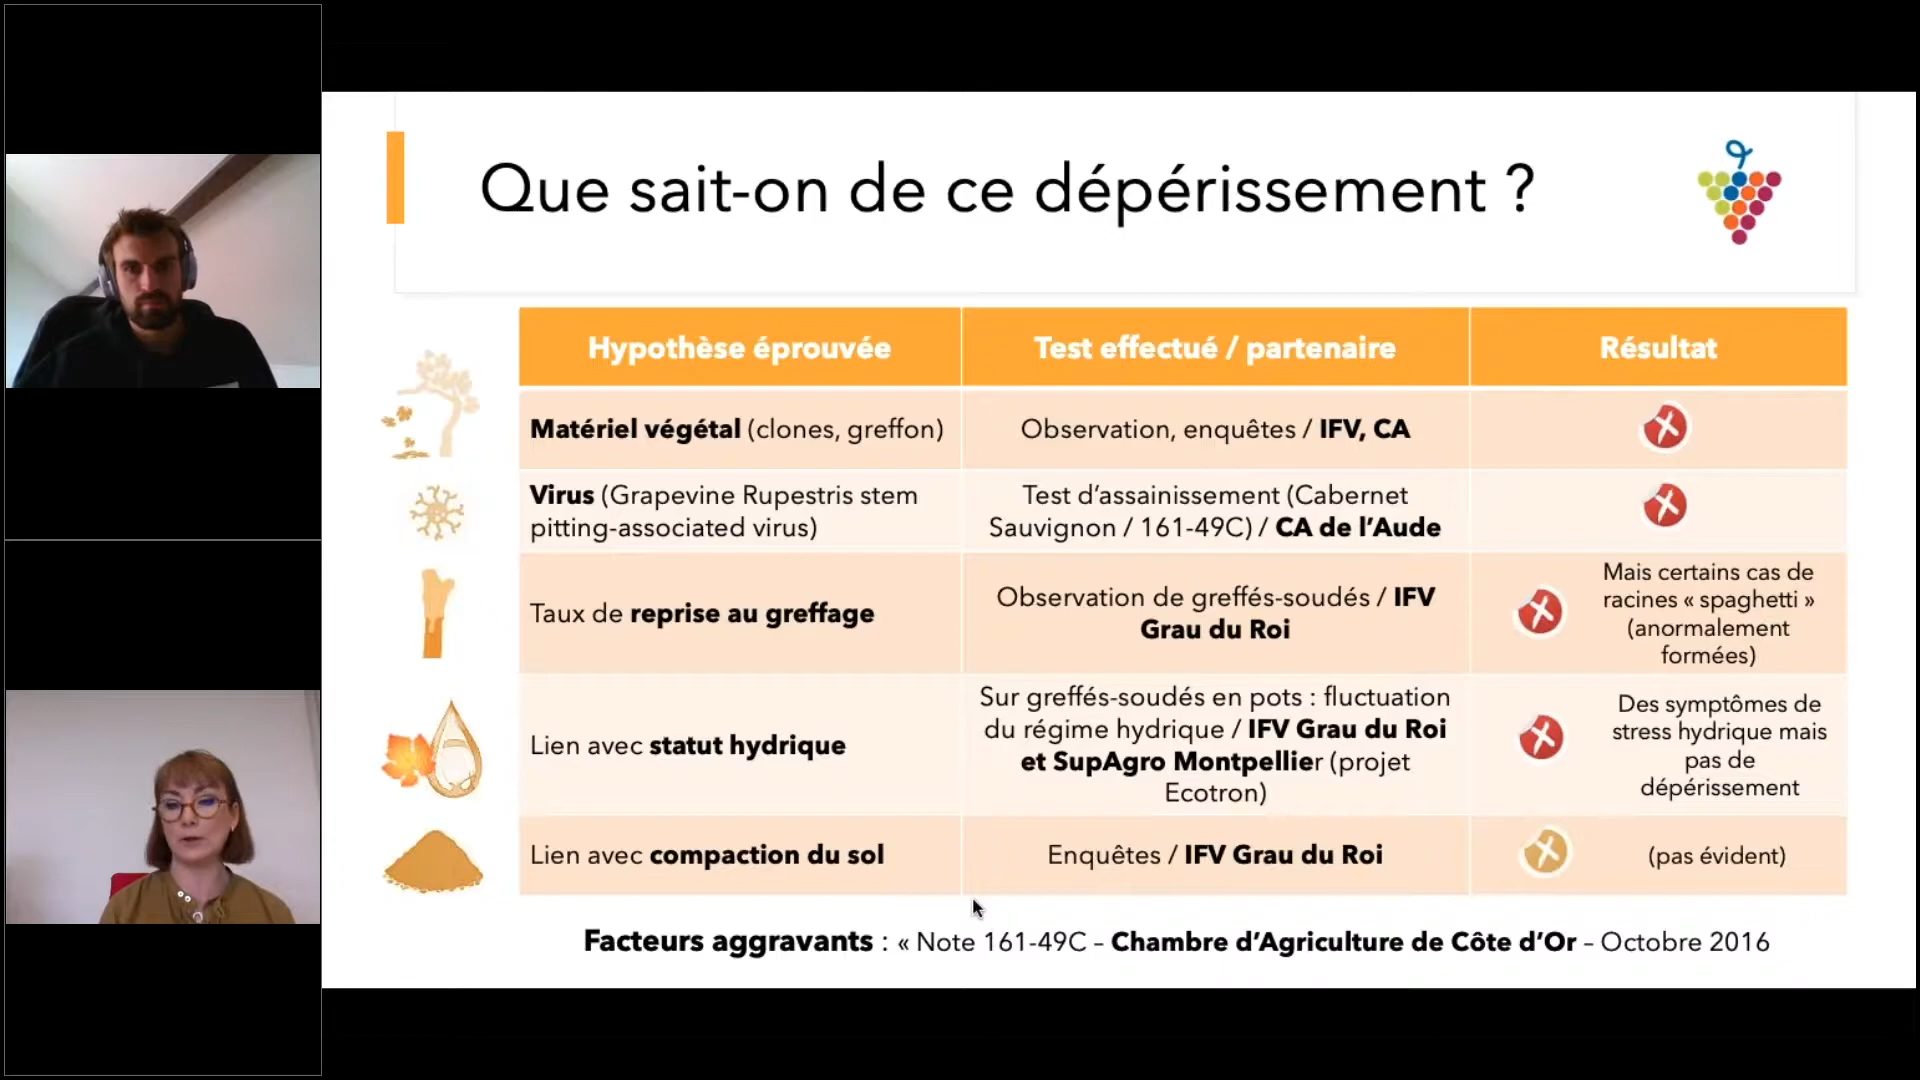 Que sait-on de ce dépérissement ?
Hypothèse éprouvée
Test effectué / partenaire
Résultat
Matériel végétal (clones, greffon)
Observation, enquêtes / IFV, CA
Virus (Grapevine Rupestris stem
pitting-associated virus)
Test d’assainissement (Cabernet
Sauvignon / 161-49C) / CA de l’Aude
Taux de reprise au greffage
Observation de greffés-soudés / IFV
Grau du Roi
Mais certains cas de
racines « spaghetti »
(anormalement
formées)
Lien avec statut hydrique
Sur greffés-soudés en pots : fluctuation
du régime hydrique / IFV Grau du Roi
et SupAgro Montpellier (projet
Ecotron)
Des symptômes de
stress hydrique mais
pas de
dépérissement
Lien avec compaction du sol
Enquêtes / IFV Grau du Roi
(pas évident)
Facteurs aggravants : « Note 161-49C – Chambre d’Agriculture de Côte d’Or – Octobre 2016